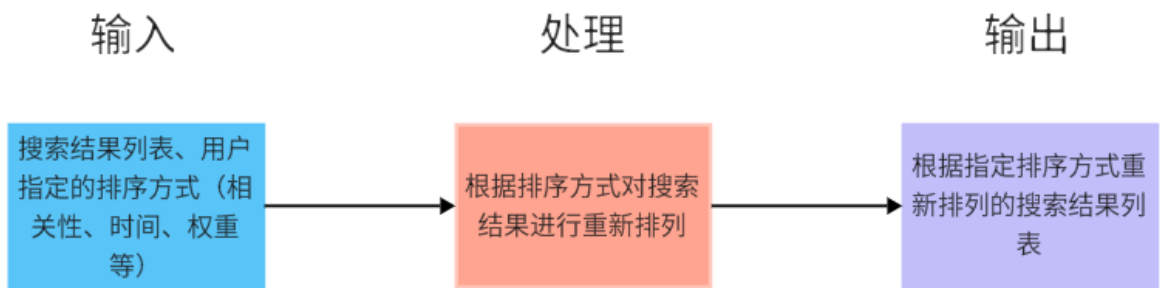 输入
处理
输出
搜索结果列表、用户
指定的排序方式（相
关性、时间、权重
等）
根据排序方式对搜索
结果进行重新排列
根据指定排序方式重
新排列的搜索结果列
表